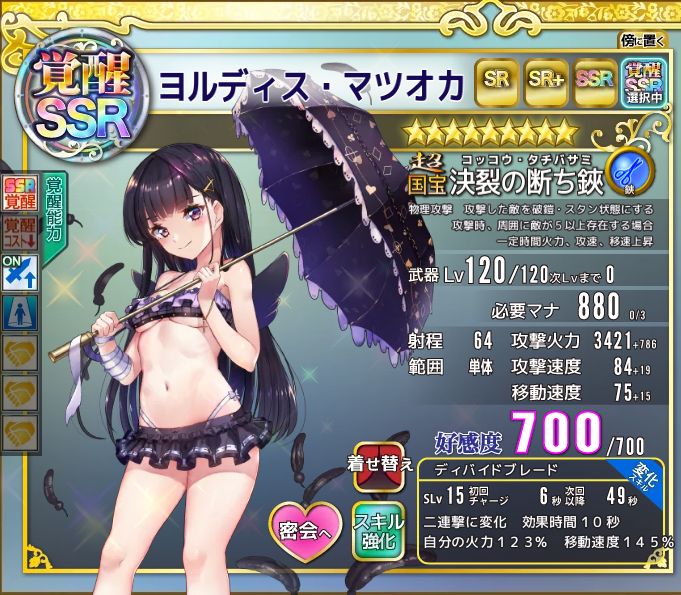 傍に置く
覚醒
SSR
ヨルディス・マツオカ
SR
SR+
SSR
覚醒
SSR
選択中
超
国宝
コッコウ・タチバサミ
決裂の断ち鋏
鋏
SSR
覚醒
覚醒能力
覚醒
コスト↓
ON
物理攻撃 攻撃した敵を破鎧・スタン状態にする
攻撃時、周囲に敵が5以上存在する場合
一定時間火力、攻速、移速上昇
武器Lv120/120次Lvまで0
必要マナ 880 0/3
射程 64 攻撃火力 3421+786
範囲 単体 攻撃速度 84+19
移動速度 75+15
好感度 700/700
着せ替え
ディバイドブレード
変化
スキル
SLv 15 初回チャージ 6秒 次回以降 49秒
二連撃に変化 効果時間10秒
自分の火力123% 移動速度145%
密会へ
スキル
強化